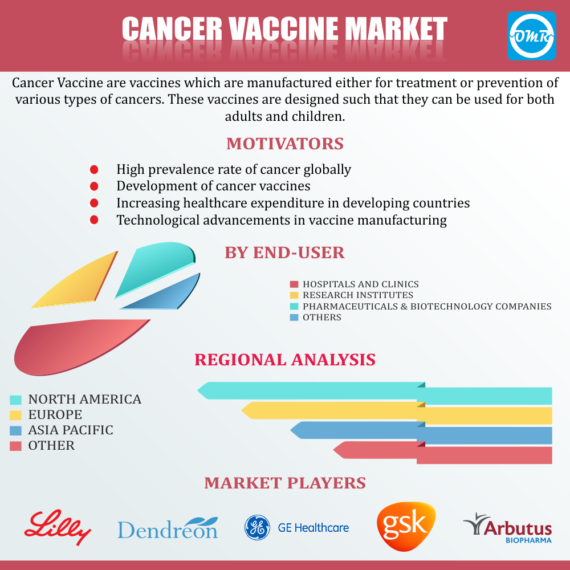 CANCER VACCINE MARKET
OMR
Cancer Vaccine are vaccines which are manufactured either for treatment or prevention of
various types of cancers. These vaccines are designed such that they can be used for both
adults and children.
MOTIVATORS
High prevalence rate of cancer globally
Development of cancer vaccines
Increasing healthcare expenditure in developing countries
Technological advancements in vaccine manufacturing
BY END-USER
HOSPITALS AND CLINICS
RESEARCH INSTITUTES
PHARMACEUTICALS & BIOTECHNOLOGY COMPANIES
OTHERS
REGIONAL ANALYSIS
NORTH AMERICA
EUROPE
ASIA PACIFIC
OTHER
MARKET PLAYERS
Lilly
Dendreon
GE GE Healthcare
gsk
Arbutus
BIOPHARMA